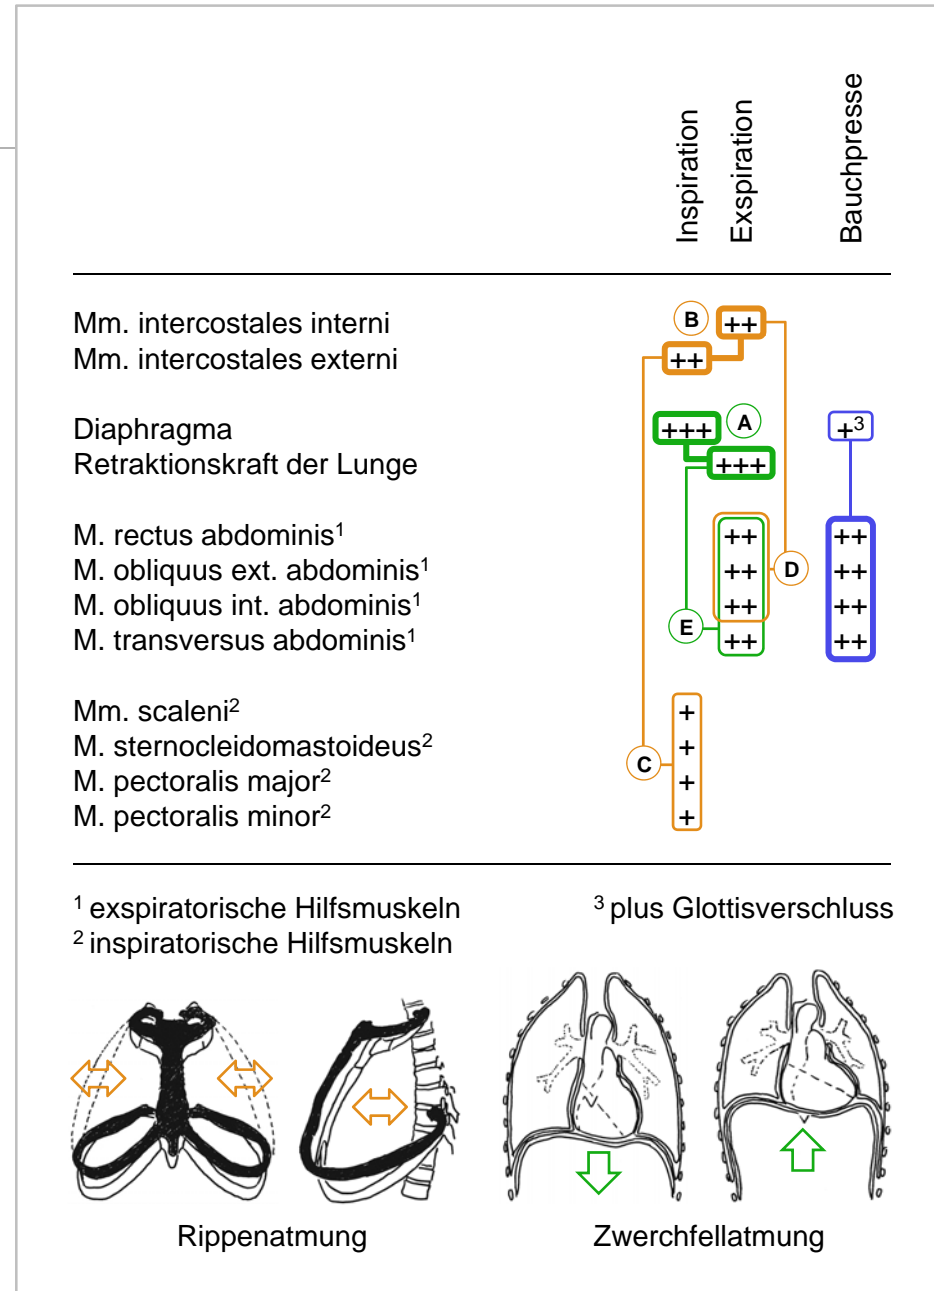 Inspiration
Exspiration
Bauchpresse
Mm. intercostales interni B ++
Mm. intercostales externi ++
Diaphragma +++ A +³
Retraktionskraft der Lunge +++
M. rectus abdominis¹ ++ ++
M. obliquus ext. abdominis¹ ++ D ++
M. obliquus int. abdominis¹ ++ ++
E
M. transversus abdominis¹ ++ ++
Mm. scaleni² +
M. sternocleidomastoideus² +
C
M. pectoralis major² +
M. pectoralis minor² +
¹ exspiratorische Hilfsmuskeln ³ plus Glottisverschluss
² inspiratorische Hilfsmuskeln
Rippenatmung Zwerchfellatmung